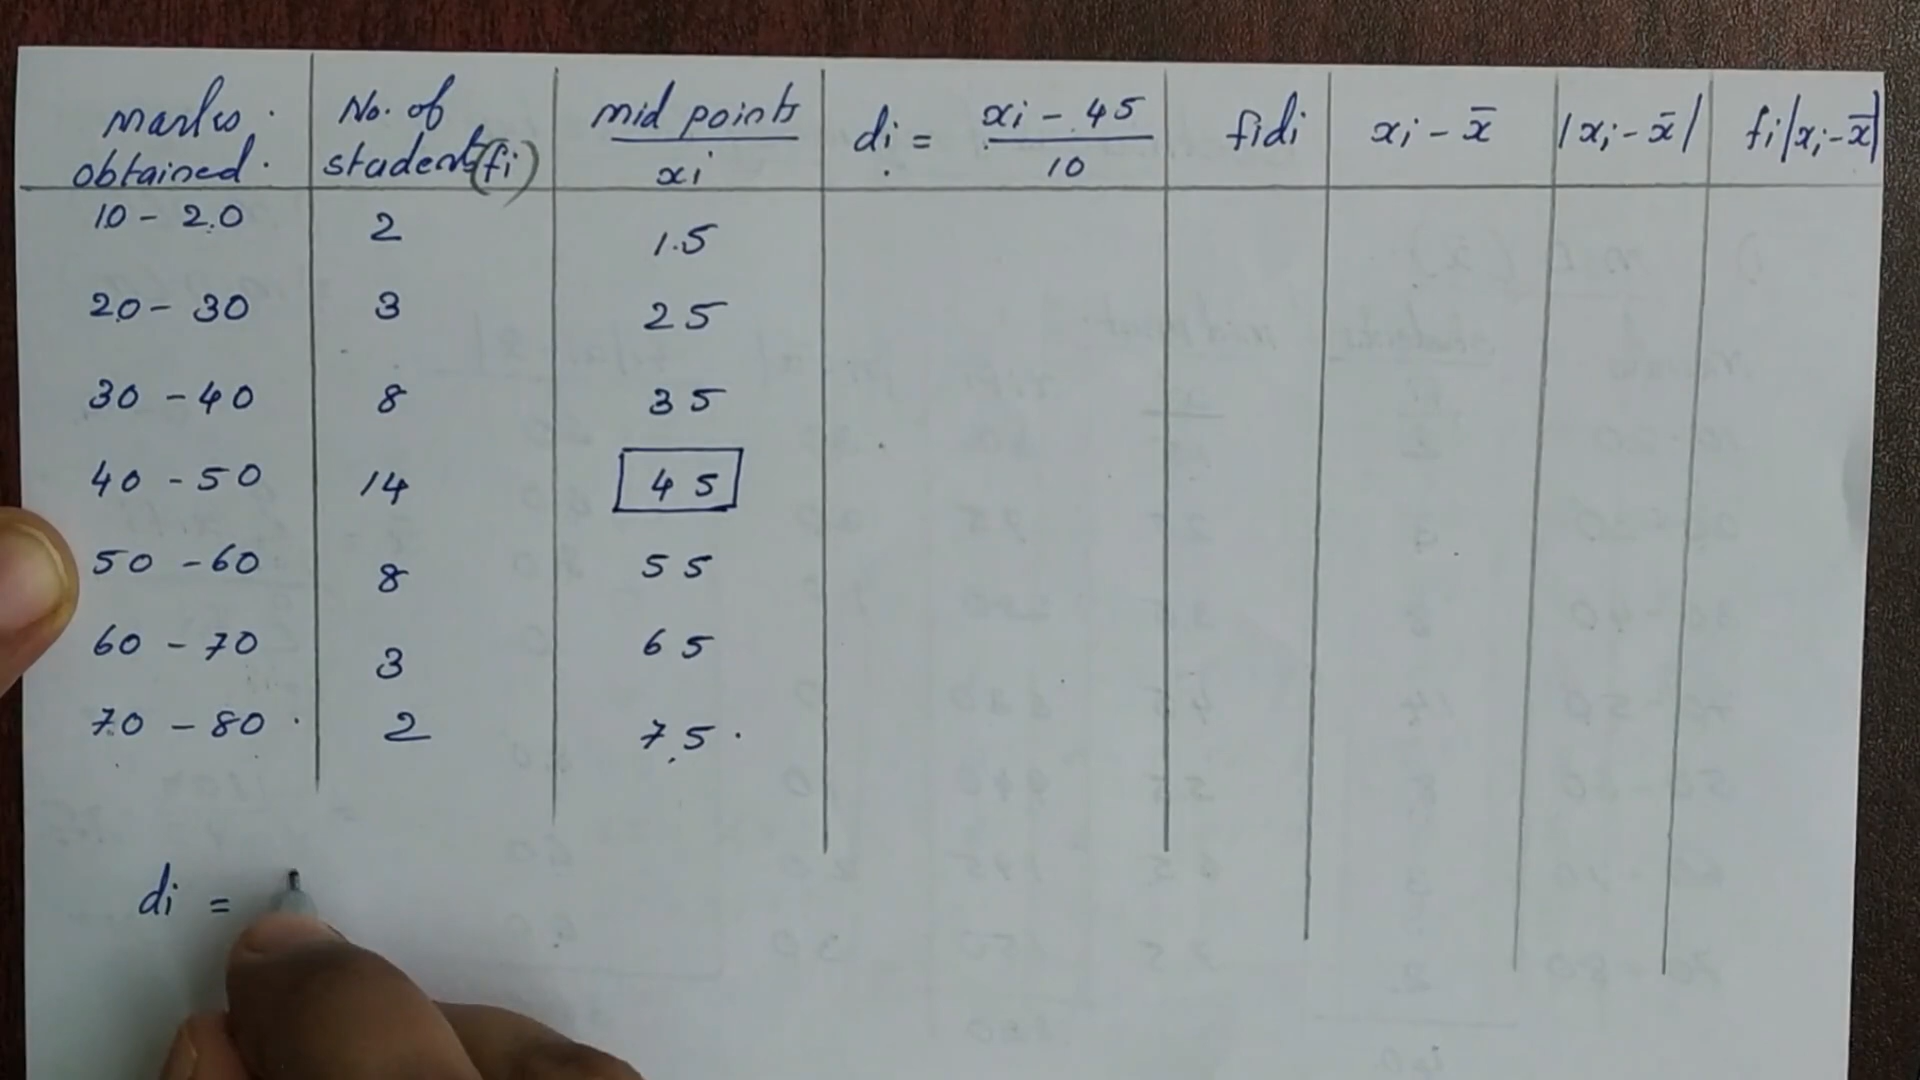 marks obtained. No. of students (fi) mid points xi di = xi - 45 / 10 fidi xi - x̄ |xi - x̄| fi|xi - x̄|
10 - 20 2 15
20 - 30 3 25
30 - 40 8 35
40 - 50 14 45
50 - 60 8 55
60 - 70 3 65
70 - 80 2 75
di =